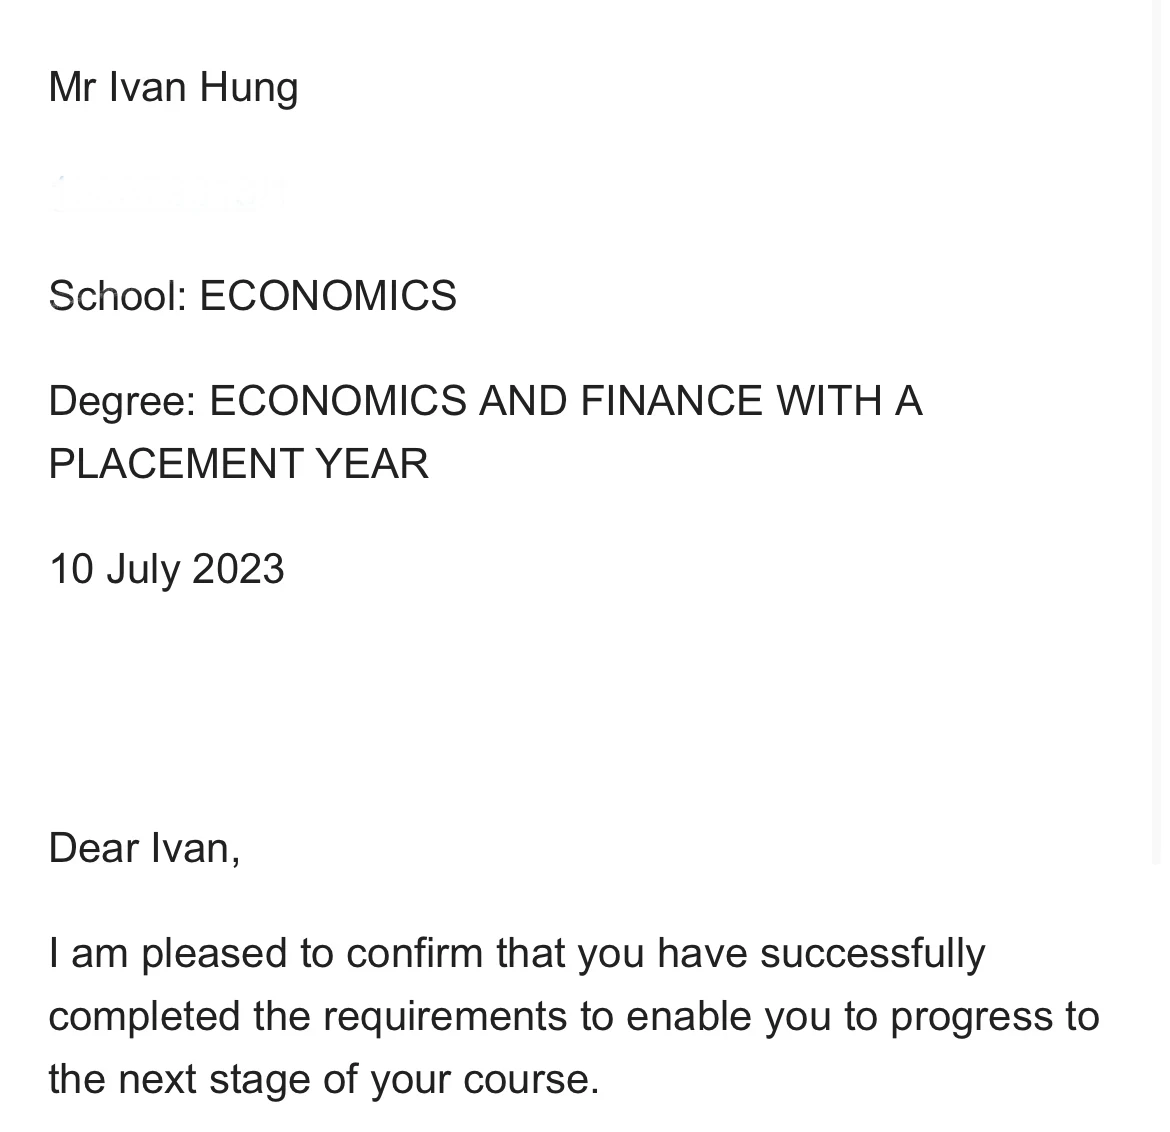 Mr Ivan Hung
School: ECONOMICS
Degree: ECONOMICS AND FINANCE WITH A
PLACEMENT YEAR
10 July 2023
Dear Ivan,
I am pleased to confirm that you have successfully
completed the requirements to enable you to progress to
the next stage of your course.